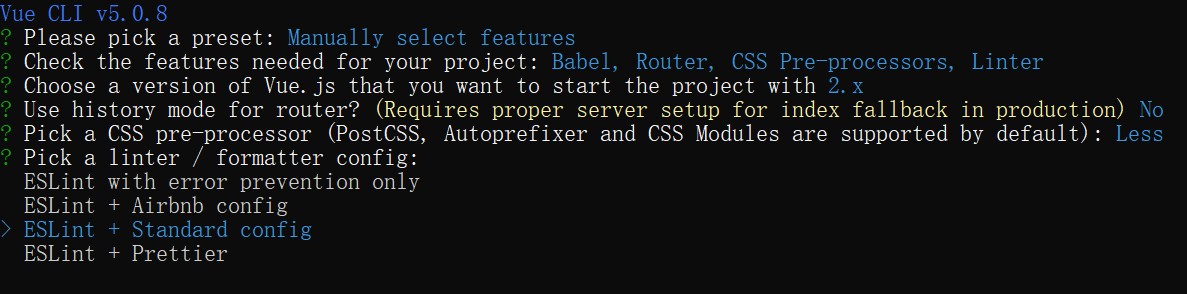 Vue CLI v5.0.8
? Please pick a preset: Manually select features
? Check the features needed for your project: Babel, Router, CSS Pre-processors, Linter
? Choose a version of Vue.js that you want to start the project with 2.x
? Use history mode for router? (Requires proper server setup for index fallback in production) No
? Pick a CSS pre-processor (PostCSS, Autoprefixer and CSS Modules are supported by default): Less
? Pick a linter / formatter config:
  ESLint with error prevention only
  ESLint + Airbnb config
> ESLint + Standard config
  ESLint + Prettier